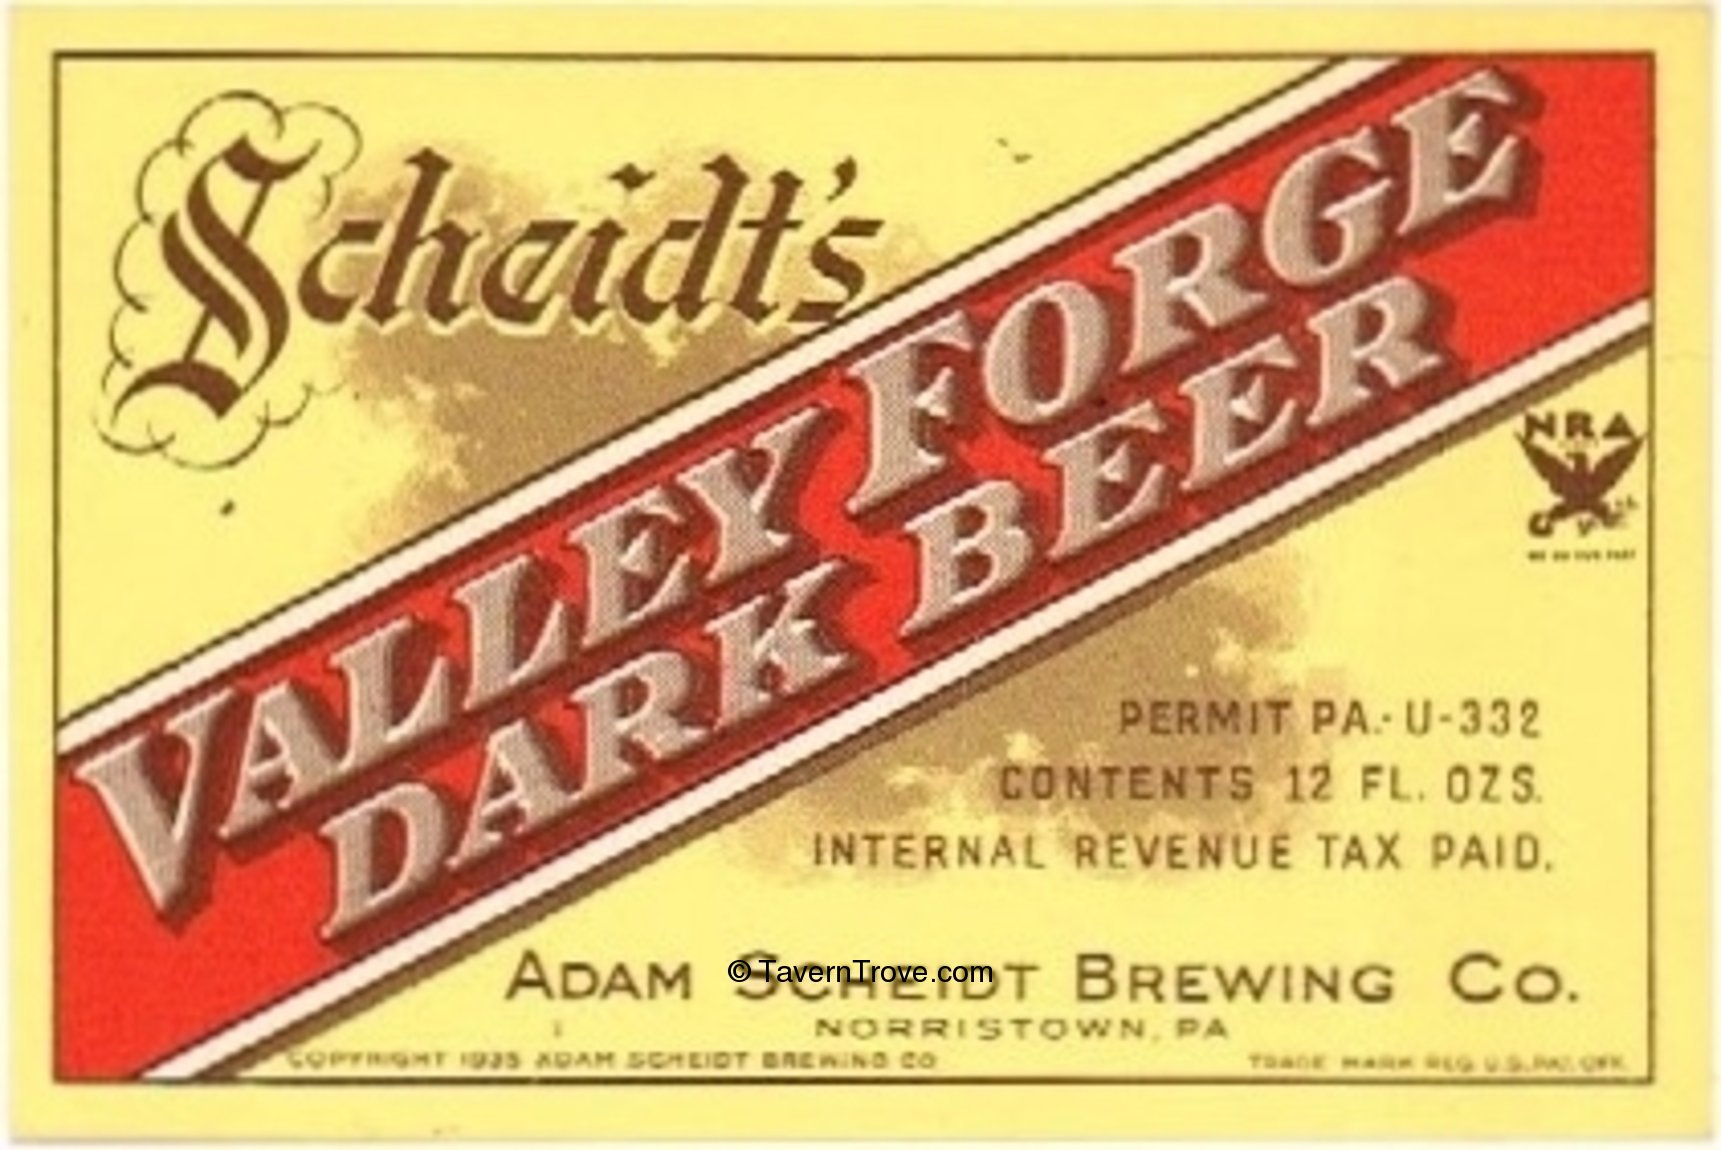 Scheidt's
VALLEY FORGE
DARK BEER
NRA
WE DO OUR PART
PERMIT PA.-U-332
CONTENTS 12 FL. OZS.
INTERNAL REVENUE TAX PAID.
ADAM SCHEIDT BREWING CO.
© TavernTrove.com
NORRISTOWN, PA
COPYRIGHT 1935 ADAM SCHEIDT BREWING CO
TRADE MARK REG. U.S. PAT. OFF.